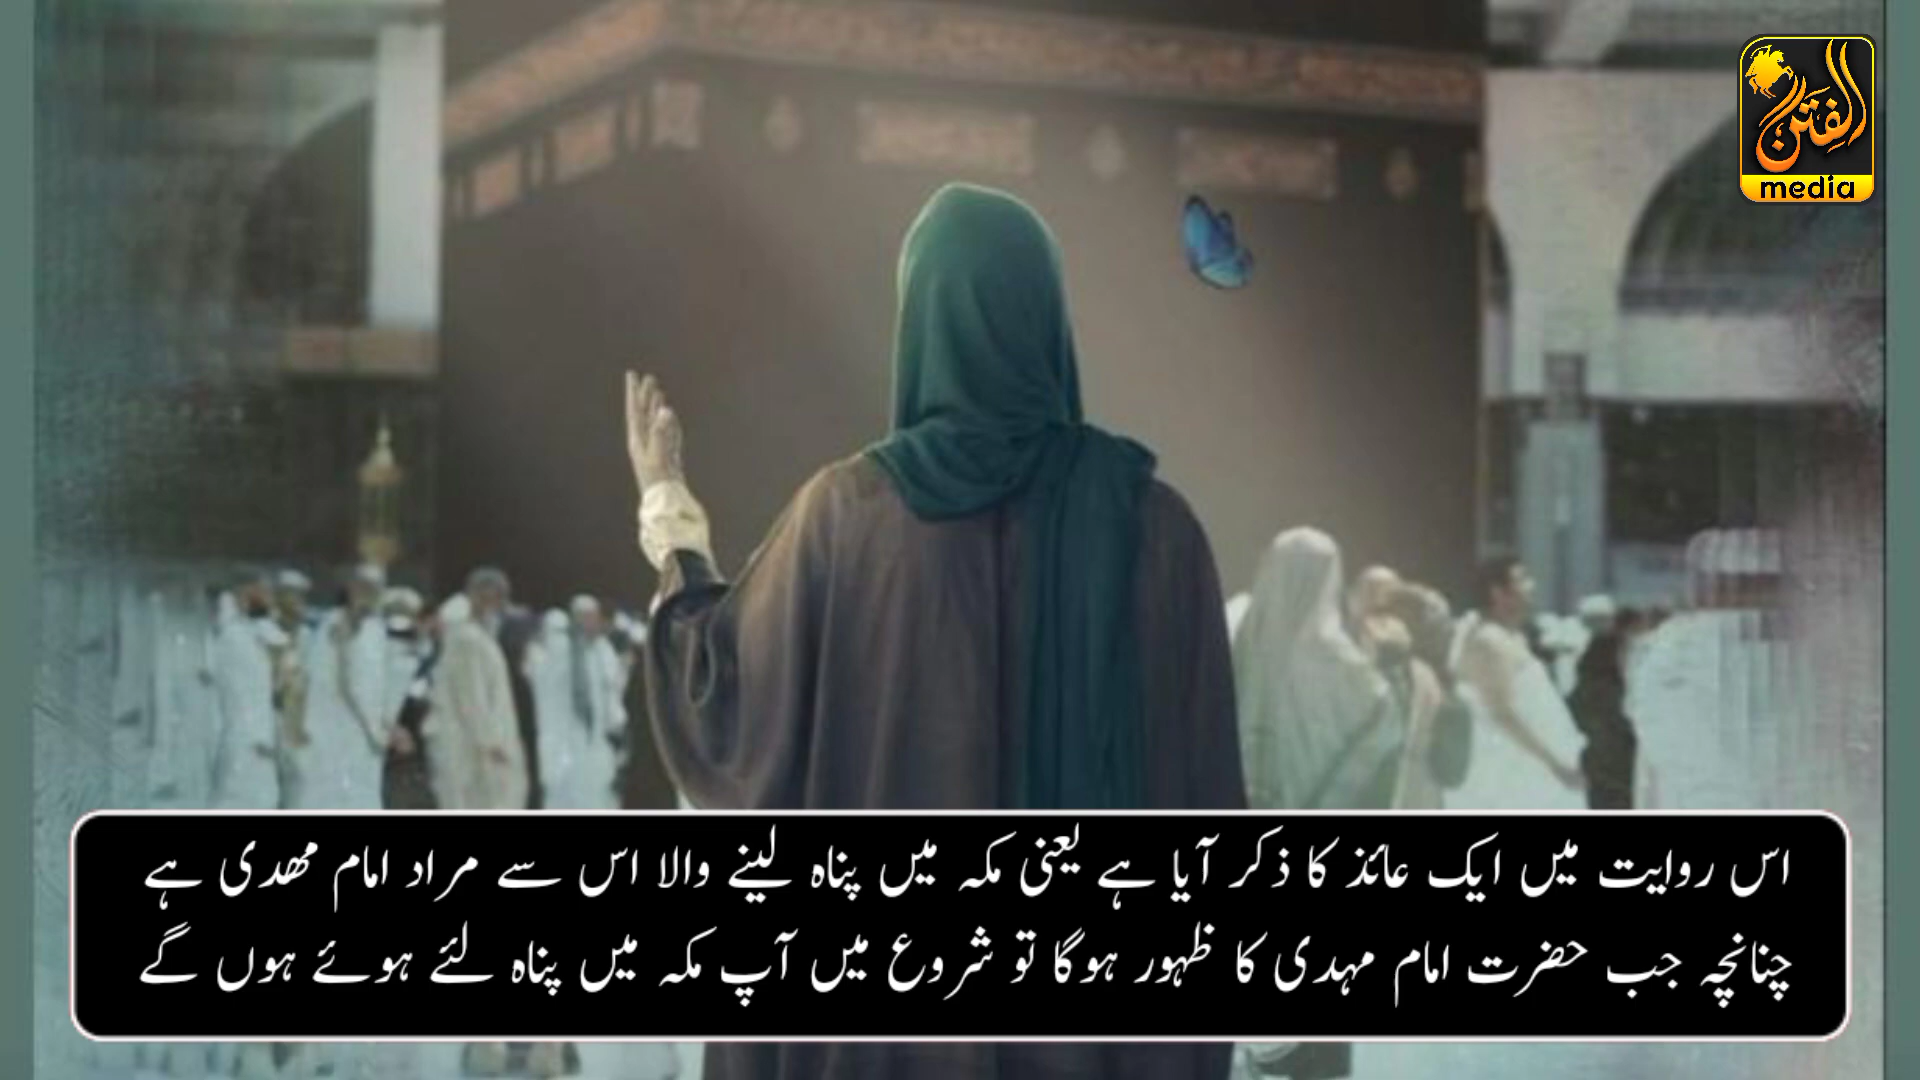 الفتن
media
اس روایت میں ایک عائذ کا ذکر آیا ہے یعنی مکہ میں پناہ لینے والا اس سے مراد امام مھدی ہے
چنانچہ جب حضرت امام مہدی کا ظہور ہوگا تو شروع میں آپ مکہ میں پناہ لئے ہوئے ہوں گے